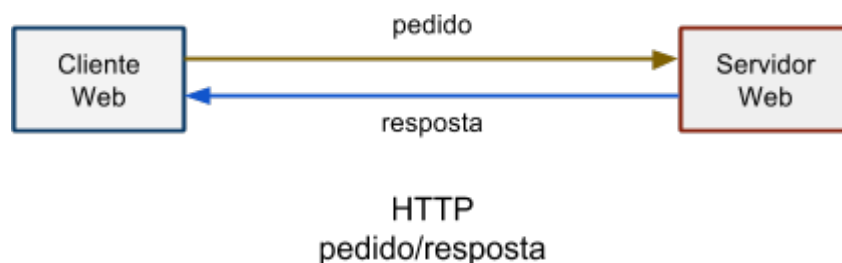 pedido
Cliente
Web
Servidor
Web
resposta
HTTP
pedido/resposta